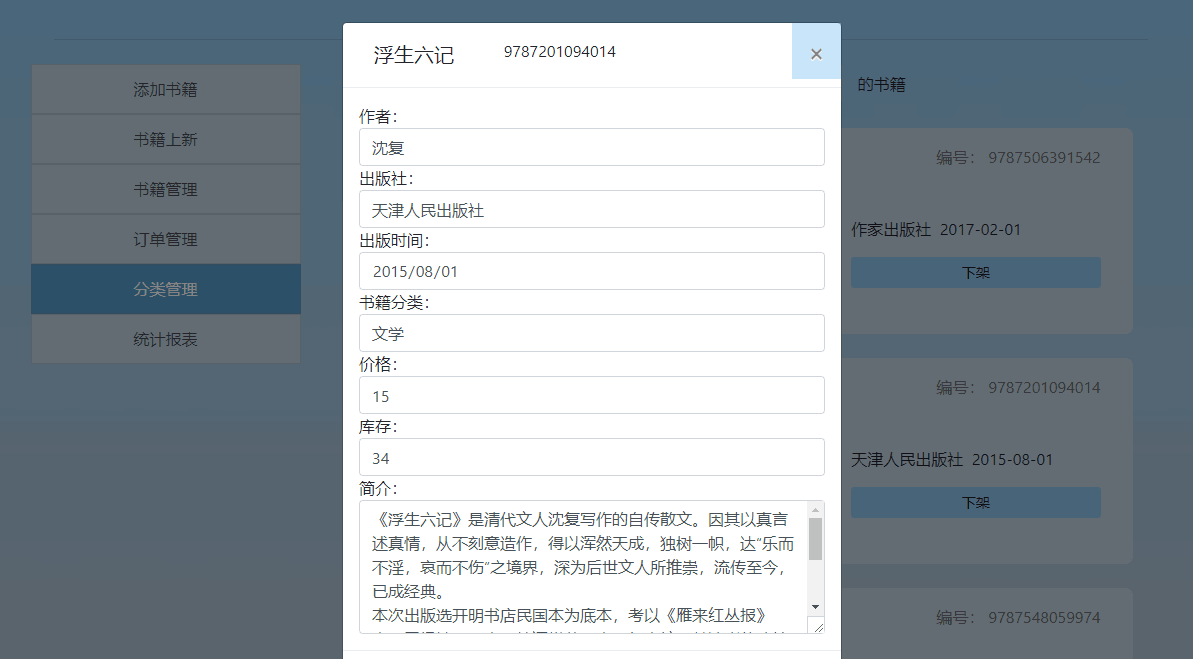 浮生六记 9787201094014 ×
添加书籍
书籍上新
书籍管理
订单管理
分类管理
统计报表
作者：
沈复
出版社：
天津人民出版社
出版时间：
2015/08/01
书籍分类：
文学
价格：
15
库存：
34
简介：
《浮生六记》是清代文人沈复写作的自传散文。因其以真言
述真情，从不刻意造作，得以浑然天成，独树一帜，达“乐而
不淫，哀而不伤”之境界，深为后世文人所推崇，流传至今，
已成经典。
本次出版选开明书店民国本为底本，考以《雁来红丛报》
的书籍
编号： 9787506391542
作家出版社 2017-02-01
下架
编号： 9787201094014
天津人民出版社 2015-08-01
下架
编号： 9787548059974